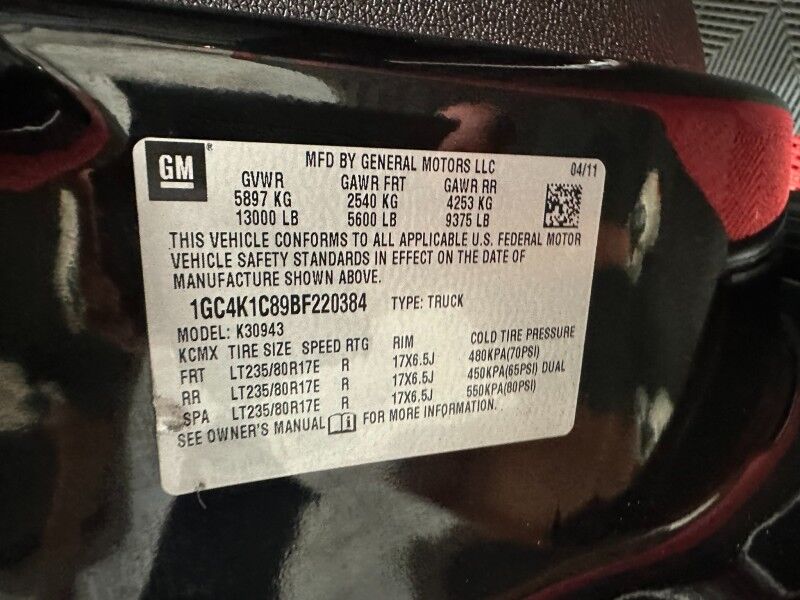 GM®
MFD BY GENERAL MOTORS LLC 04/11
GVWR GAWR FRT GAWR RR
5897 KG 2540 KG 4253 KG
13000 LB 5600 LB 9375 LB
THIS VEHICLE CONFORMS TO ALL APPLICABLE U.S. FEDERAL MOTOR
VEHICLE SAFETY STANDARDS IN EFFECT ON THE DATE OF
MANUFACTURE SHOWN ABOVE.
1GC4K1C89BF220384 TYPE: TRUCK
MODEL: K30943
KCMX TIRE SIZE SPEED RTG RIM COLD TIRE PRESSURE
FRT LT235/80R17E R 17X6.5J 480KPA(70PSI)
RR LT235/80R17E R 17X6.5J 450KPA(65PSI) DUAL
SPA LT235/80R17E R 17X6.5J 550KPA(80PSI)
SEE OWNER'S MANUAL FOR MORE INFORMATION.